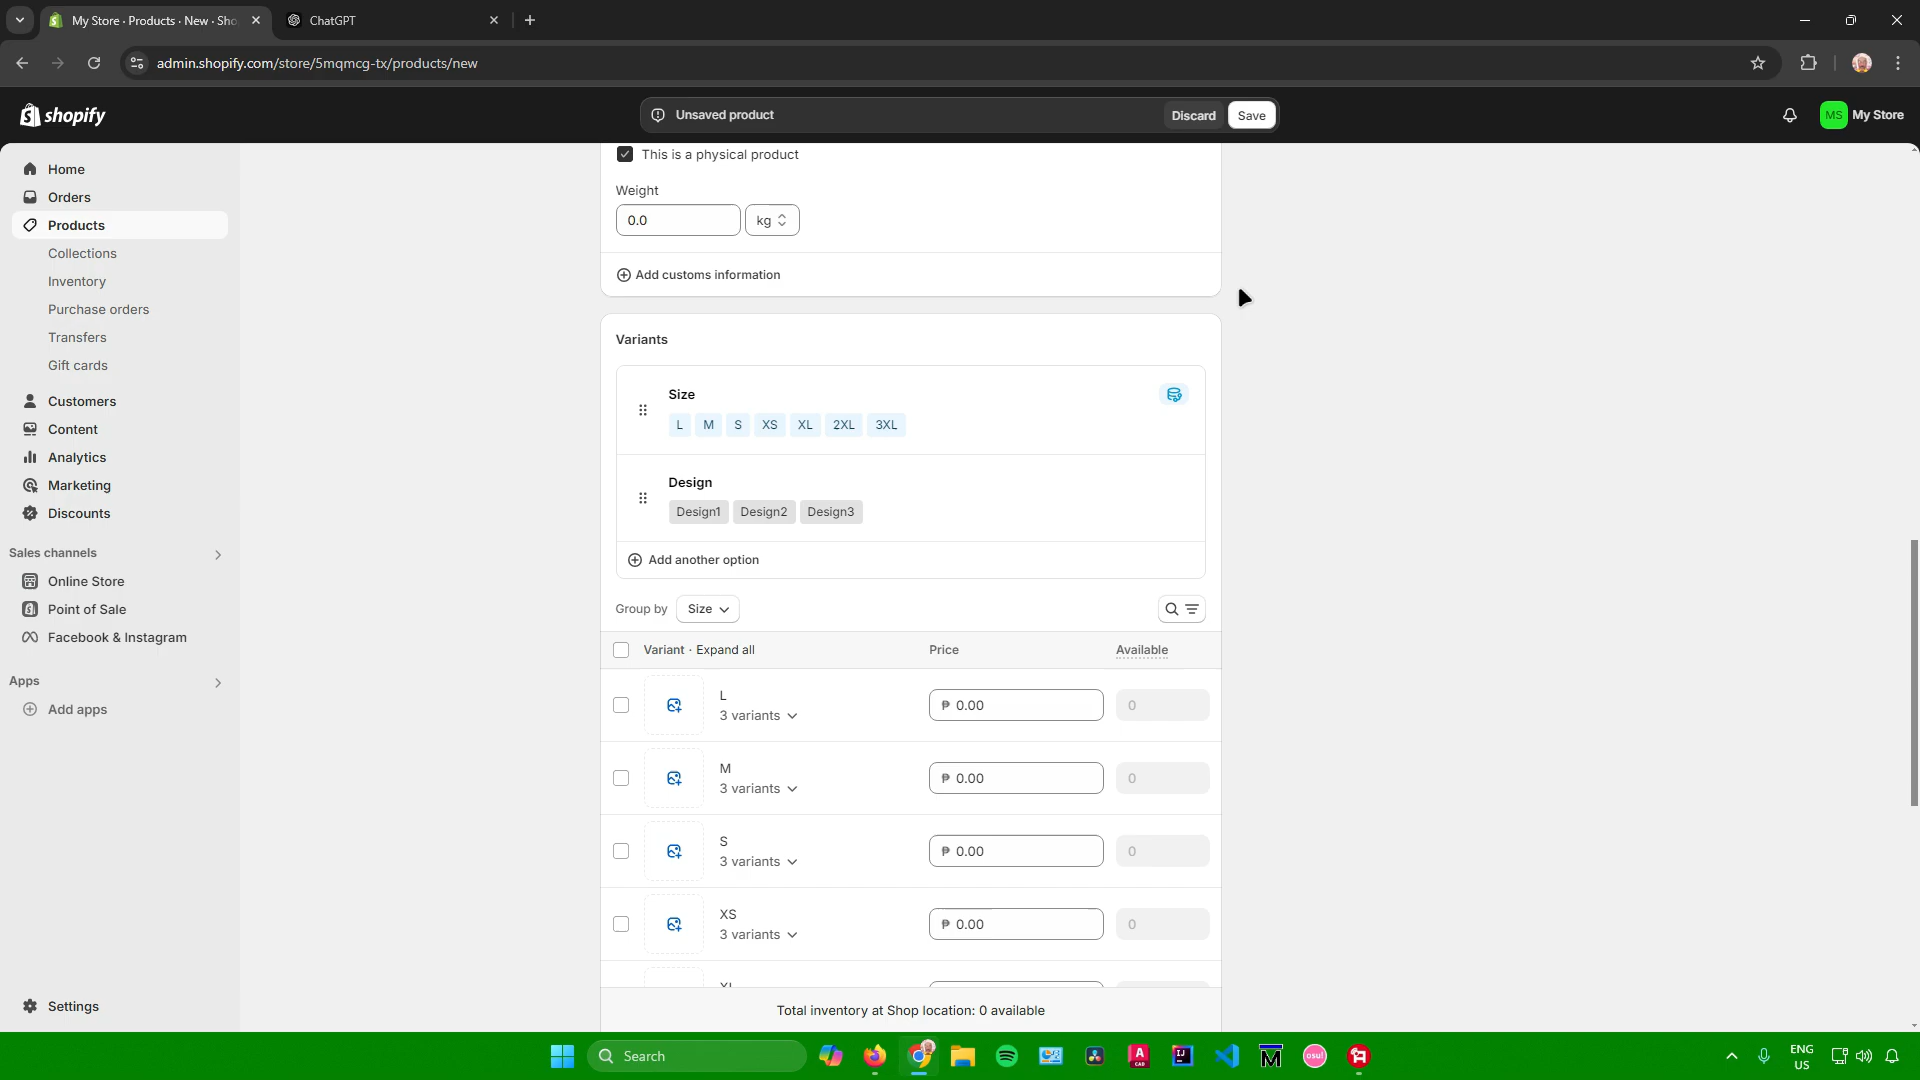 My Store · Products · New · Sho
ChatGPT
admin.shopify.com/store/5mqmcg-tx/products/new
shopify
Unsaved product
Discard
Save
MS
My Store
Home
Orders
Products
Collections
Inventory
Purchase orders
Transfers
Gift cards
Customers
Content
Analytics
Marketing
Discounts
Sales channels
Online Store
Point of Sale
Facebook & Instagram
Apps
Add apps
Settings
This is a physical product
Weight
0.0
kg
Add customs information
Variants
Size
L M S XS XL 2XL 3XL
Design
Design1 Design2 Design3
Add another option
Group by Size
Variant · Expand all Price Available
L
3 variants
₱ 0.00 0
M
3 variants
₱ 0.00 0
S
3 variants
₱ 0.00 0
XS
3 variants
₱ 0.00 0
XL
Total inventory at Shop location: 0 available
Search
ENG
US